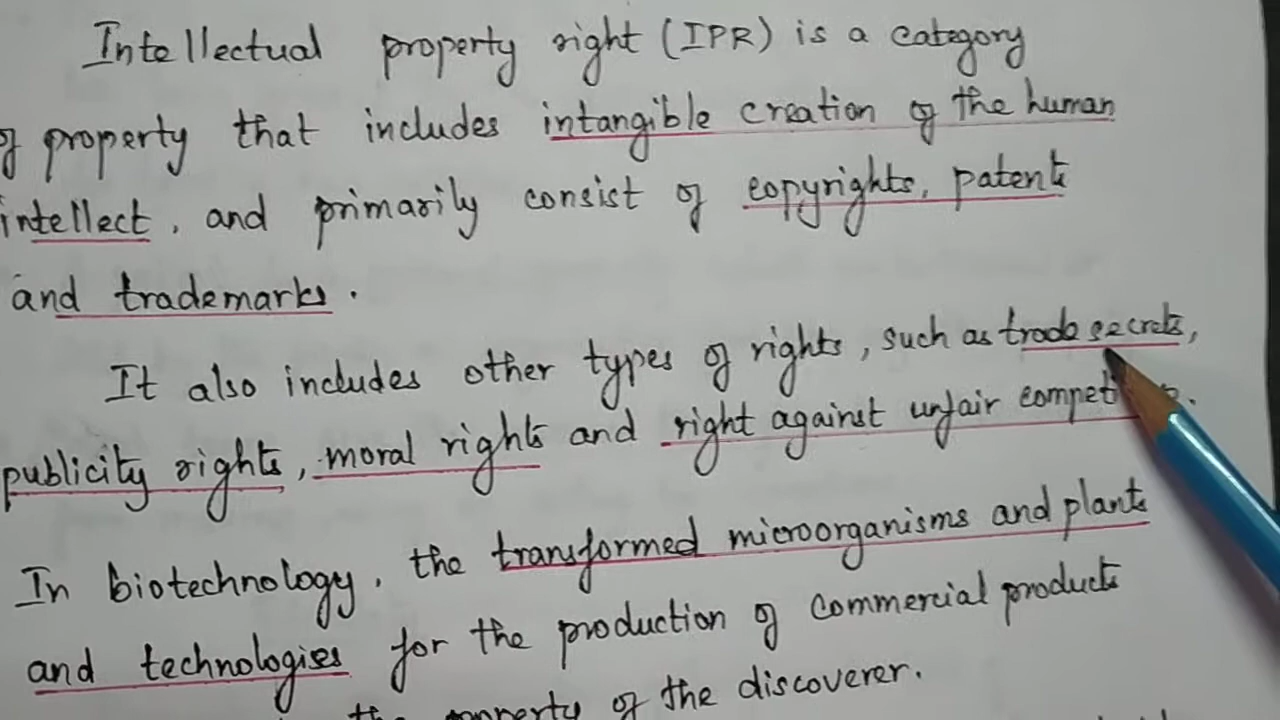 Intellectual property right (IPR) is a category
of property that includes intangible creation of the human
intellect, and primarily consist of copyrights, patents
and trademarks.
It also includes other types of rights, such as trade secrets,
publicity rights, moral rights and right against unfair
In biotechnology, the transformed microorganisms and plants
and technologies for the production of commercial products
the property of the discoverer.